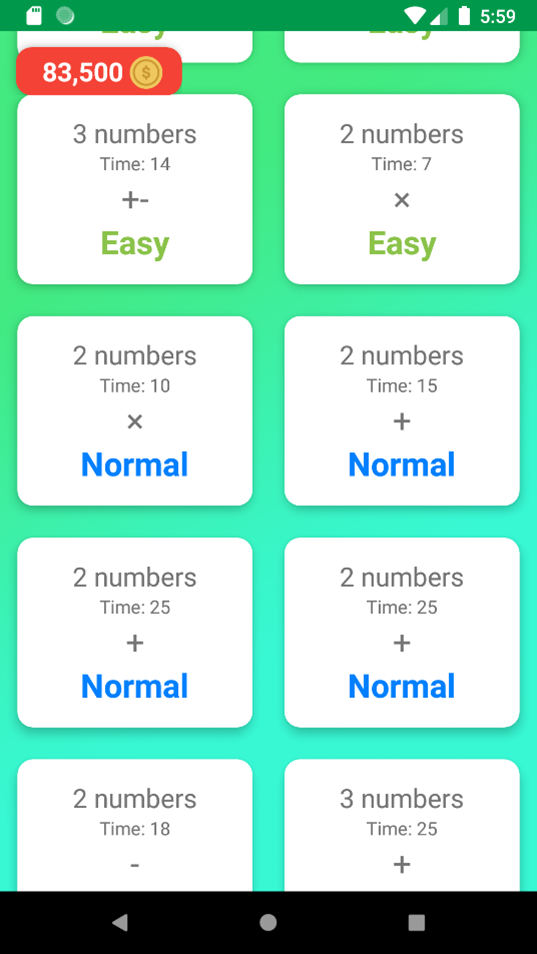 5:59
Easy
Easy
83,500
3 numbers
Time: 14
+-
Easy
2 numbers
Time: 7
×
Easy
2 numbers
Time: 10
×
Normal
2 numbers
Time: 15
+
Normal
2 numbers
Time: 25
+
Normal
2 numbers
Time: 25
+
Normal
2 numbers
Time: 18
-
3 numbers
Time: 25
+